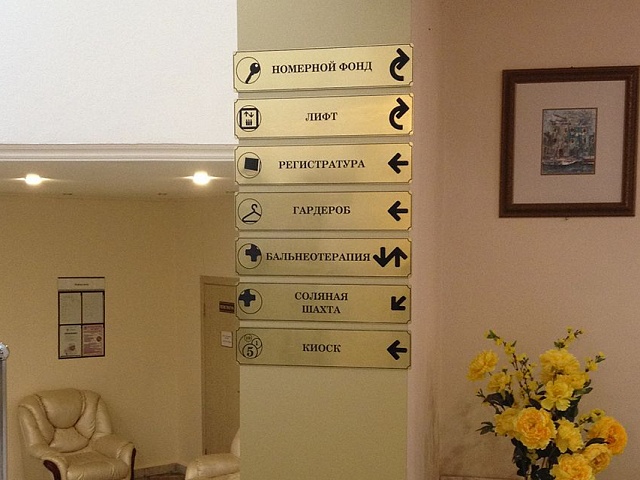 НОМЕРНОЙ ФОНД
ЛИФТ
РЕГИСТРАТУРА
ГАРДЕРОБ
БАЛЬНЕОТЕРАПИЯ
СОЛЯНАЯ
ШАХТА
КИОСК